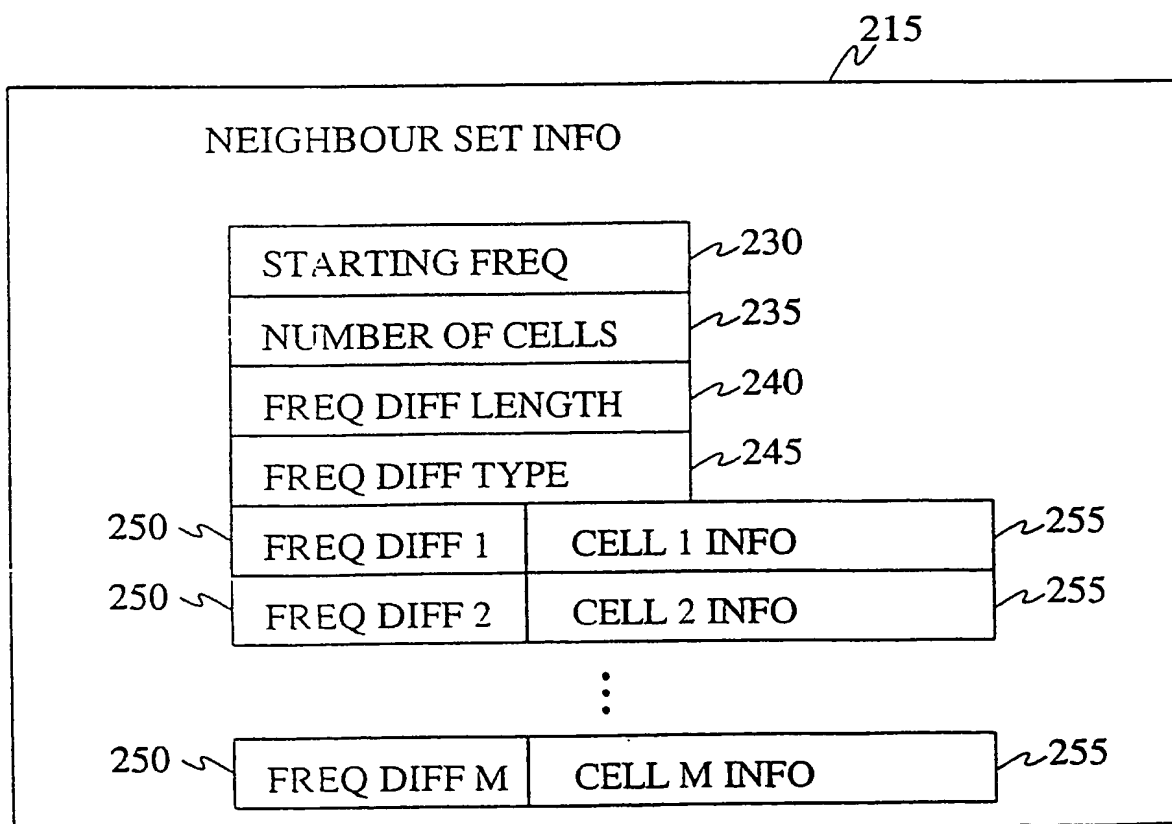 215
NEIGHBOUR SET INFO
STARTING FREQ 230
NUMBER OF CELLS 235
FREQ DIFF LENGTH 240
FREQ DIFF TYPE 245
250 FREQ DIFF 1 CELL 1 INFO 255
250 FREQ DIFF 2 CELL 2 INFO 255
250 FREQ DIFF M CELL M INFO 255